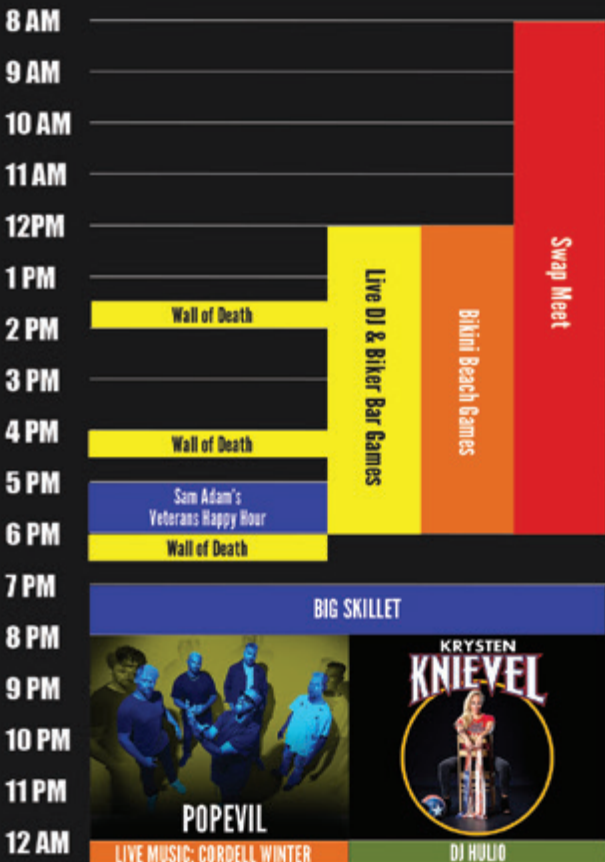 8 AM
9 AM
10 AM
11 AM
12PM
1 PM
2 PM
3 PM
4 PM
5 PM
6 PM
7 PM
8 PM
9 PM
10 PM
11 PM
12 AM
Swap Meet
Live DJ & Biker Bar Games
Bikini Beach Games
Wall of Death
Wall of Death
Sam Adam's
Veterans Happy Hour
Wall of Death
BIG SKILLET
POPEVIL
KRYSTEN
KNIEVEL
LIVE MUSIC: CORDELL WINTER
DJ HULIO